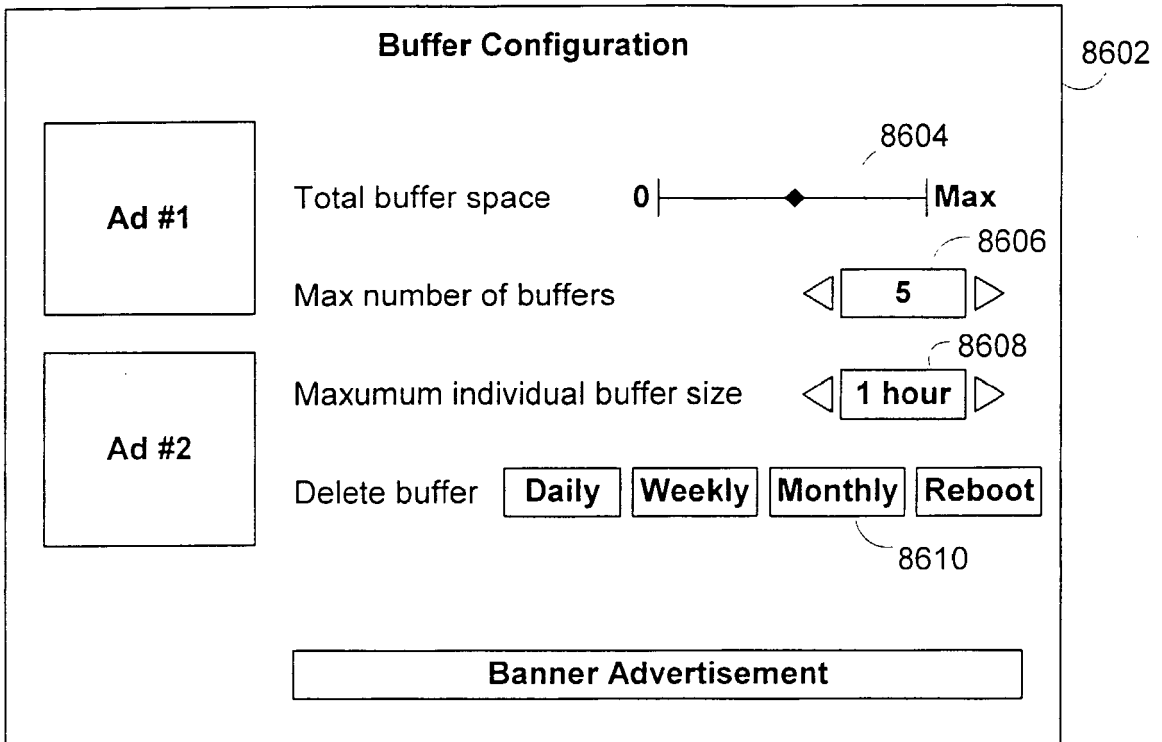 Buffer Configuration
8602
8604
Ad #1
Total buffer space 0 Max
8606
Max number of buffers 5
8608
Maxumum individual buffer size 1 hour
Ad #2
Delete buffer Daily Weekly Monthly Reboot
8610
Banner Advertisement